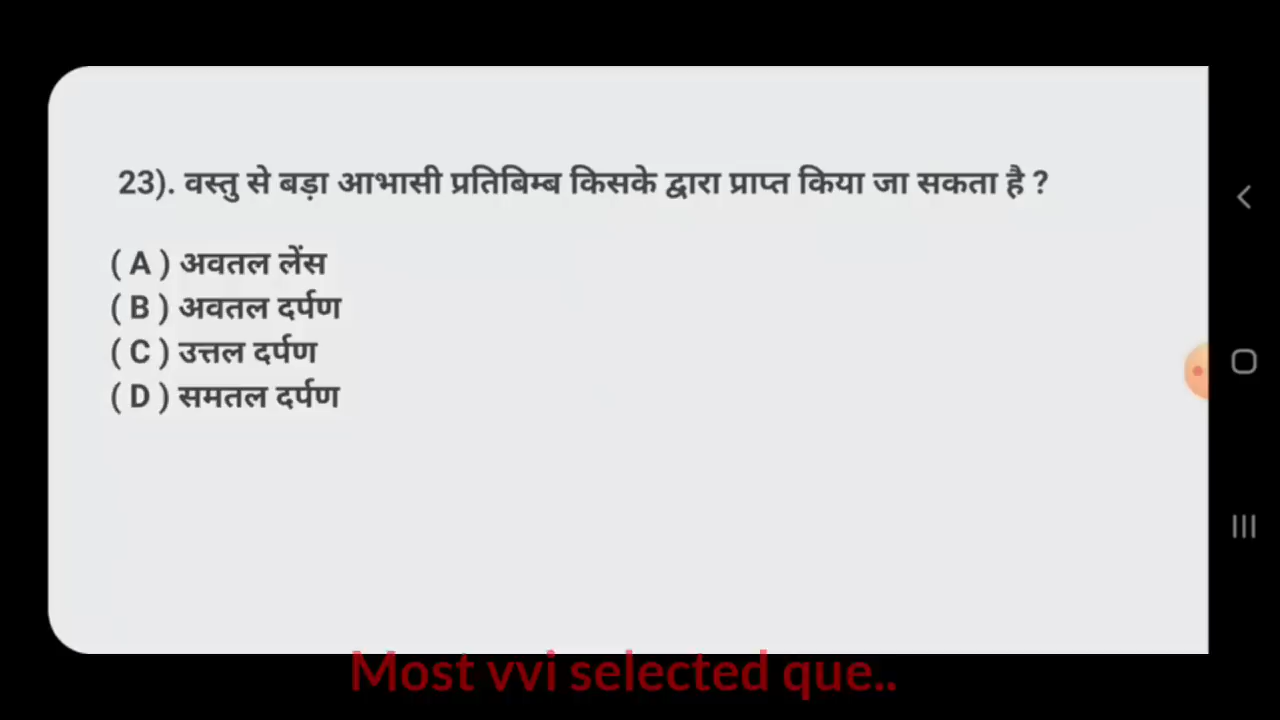 23). वस्तु से बड़ा आभासी प्रतिबिम्ब किसके द्वारा प्राप्त किया जा सकता है ?
( A ) अवतल लेंस
( B ) अवतल दर्पण
( C ) उत्तल दर्पण
( D ) समतल दर्पण
Most vvi selected que..